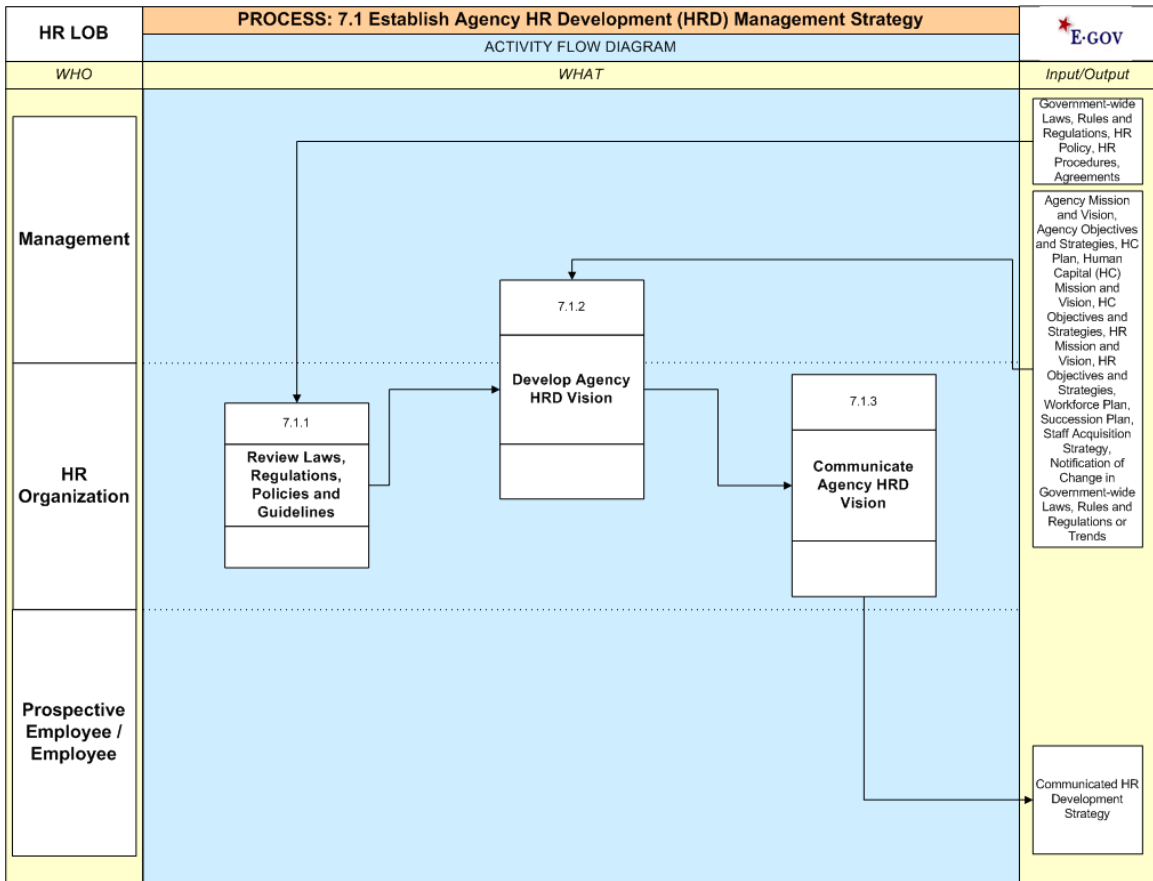 HR LOB
PROCESS: 7.1 Establish Agency HR Development (HRD) Management Strategy
ACTIVITY FLOW DIAGRAM
E-GOV
WHO
WHAT
Input/Output
Management
HR
Organization
Prospective
Employee /
Employee
7.1.1
Review Laws,
Regulations,
Policies and
Guidelines
7.1.2
Develop Agency
HRD Vision
7.1.3
Communicate
Agency HRD
Vision
Government-wide
Laws, Rules and
Regulations, HR
Policy, HR
Procedures,
Agreements
Agency Mission
and Vision,
Agency Objectives
and Strategies, HC
Plan, Human
Capital (HC)
Mission and
Vision, HC
Objectives and
Strategies, HR
Mission and
Vision, HR
Objectives and
Strategies,
Workforce Plan,
Succession Plan,
Staff Acquisition
Strategy,
Notification of
Change in
Government-wide
Laws, Rules and
Regulations or
Trends
Communicated HR
Development
Strategy